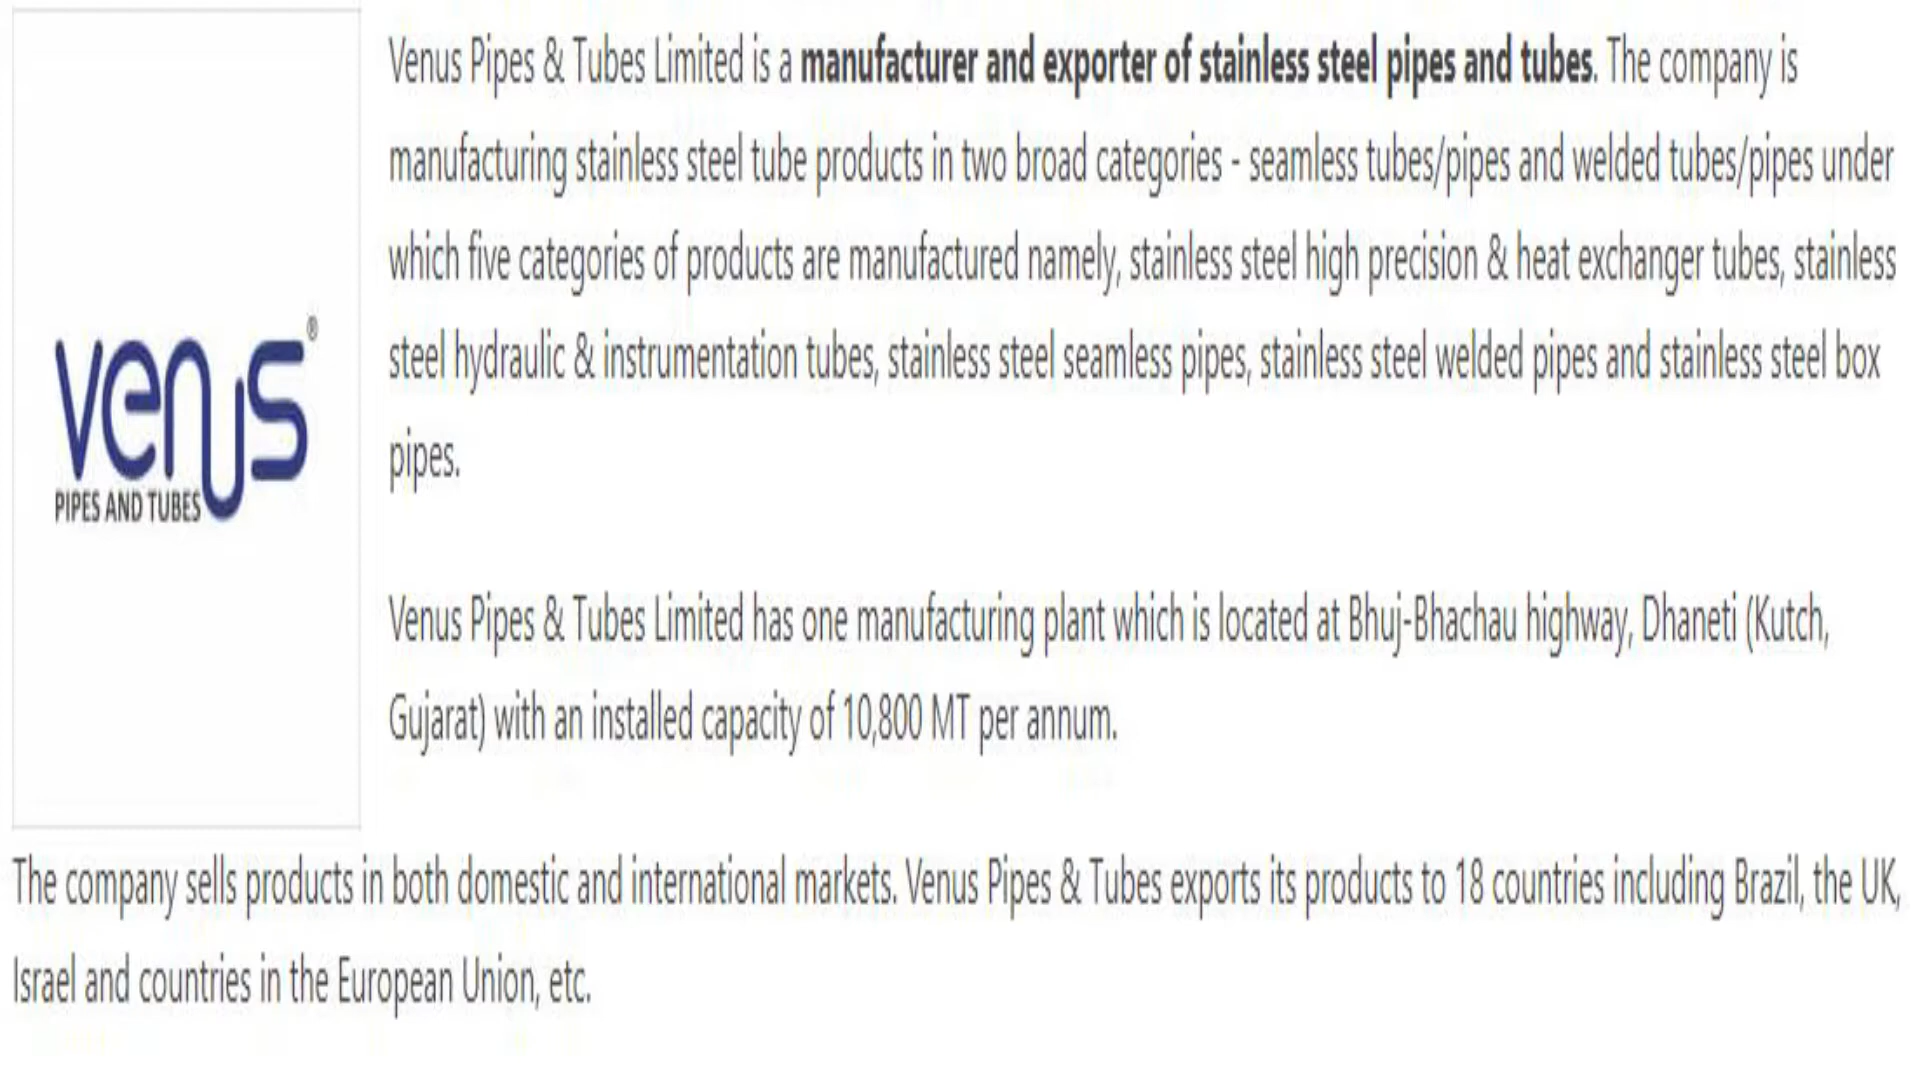 Venus Pipes & Tubes Limited is a manufacturer and exporter of stainless steel pipes and tubes. The company is
manufacturing stainless steel tube products in two broad categories - seamless tubes/pipes and welded tubes/pipes under
which five categories of products are manufactured namely, stainless steel high precision & heat exchanger tubes, stainless
steel hydraulic & instrumentation tubes, stainless steel seamless pipes, stainless steel welded pipes and stainless steel box
pipes.
venus®
PIPES AND TUBES
Venus Pipes & Tubes Limited has one manufacturing plant which is located at Bhuj-Bhachau highway, Dhaneti (Kutch,
Gujarat) with an installed capacity of 10,800 MT per annum.
The company sells products in both domestic and international markets. Venus Pipes & Tubes exports its products to 18 countries including Brazil, the UK,
Israel and countries in the European Union, etc.